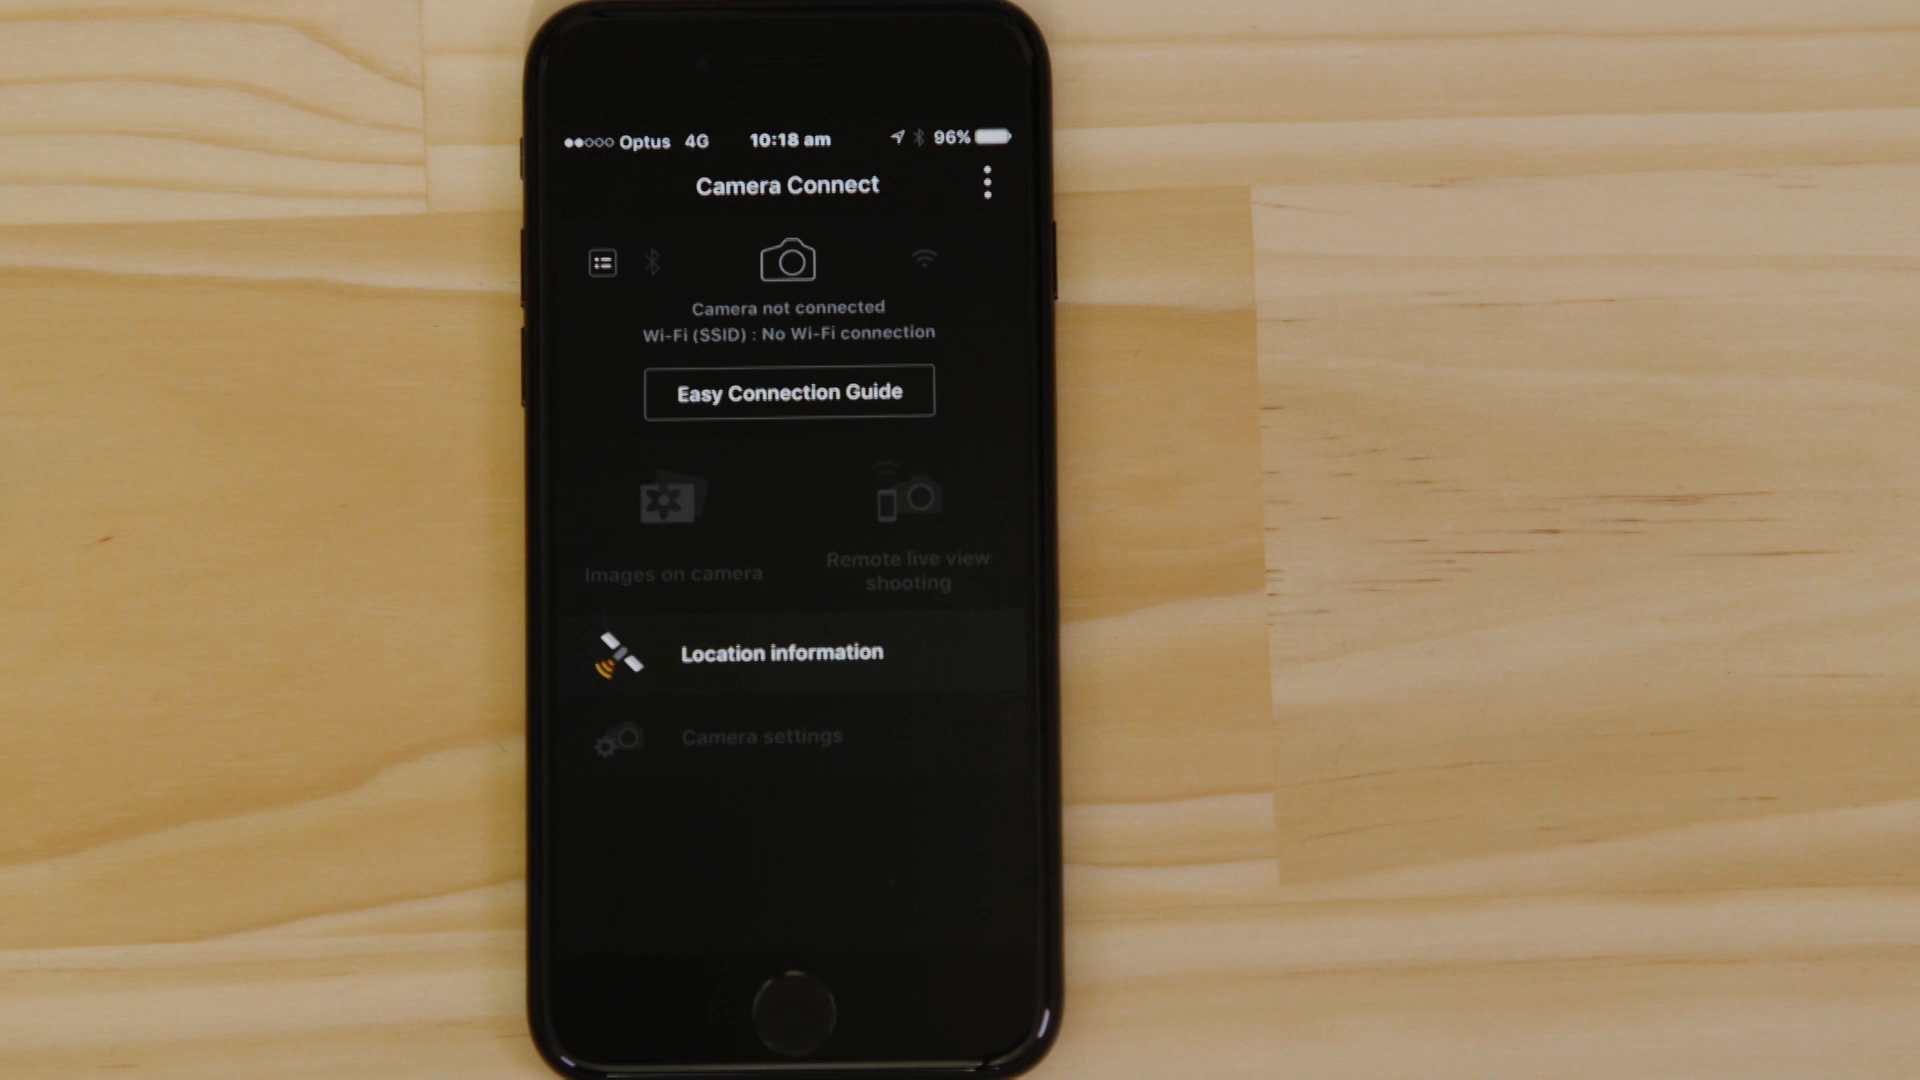 Optus 4G 10:18 am 96%
Camera Connect
Camera not connected
Wi-Fi (SSID) : No Wi-Fi connection
Easy Connection Guide
Images on camera
Remote live view
shooting
Location information
Camera settings